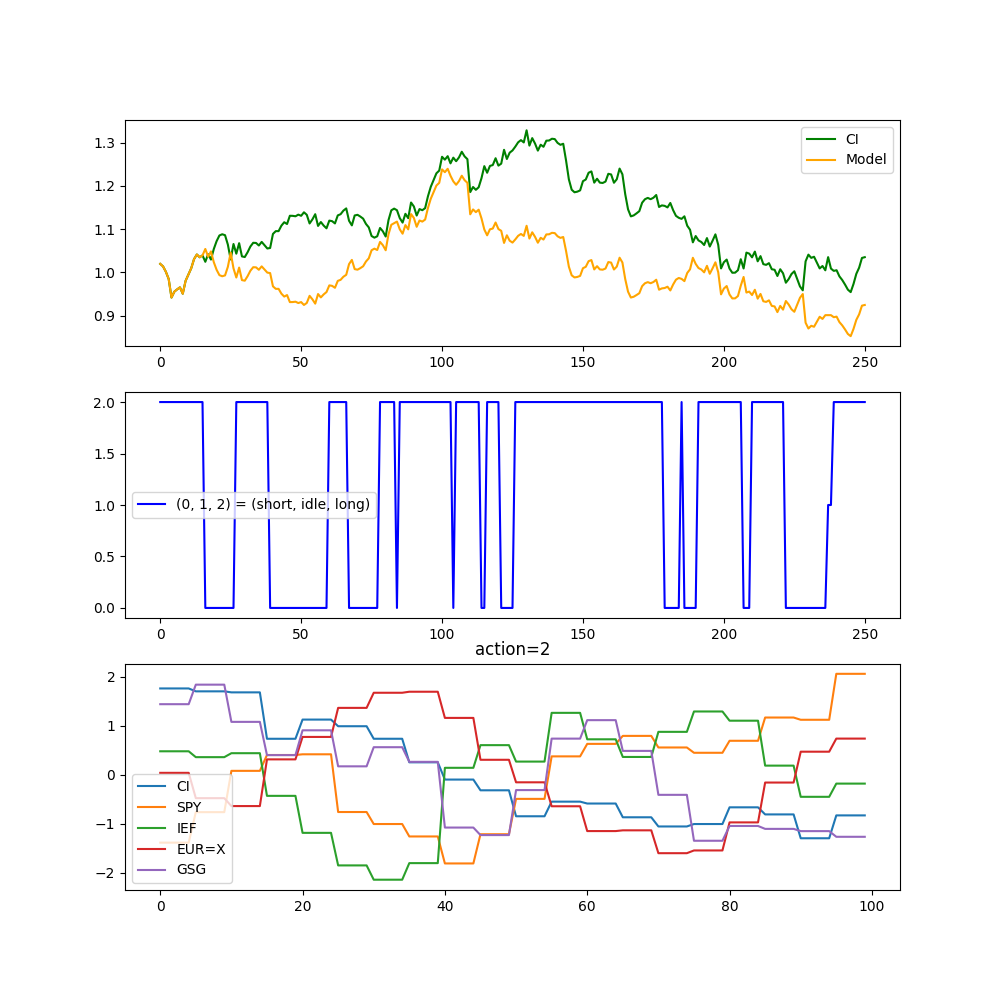 1.3
1.2
1.1
1.0
0.9
CI
Model
0 50 100 150 200 250
2.0
1.5
1.0
0.5
0.0
(0, 1, 2) = (short, idle, long)
0 50 100 150 200 250
action=2
2
1
0
−1
−2
CI
SPY
IEF
EUR=X
GSG
0 20 40 60 80 100